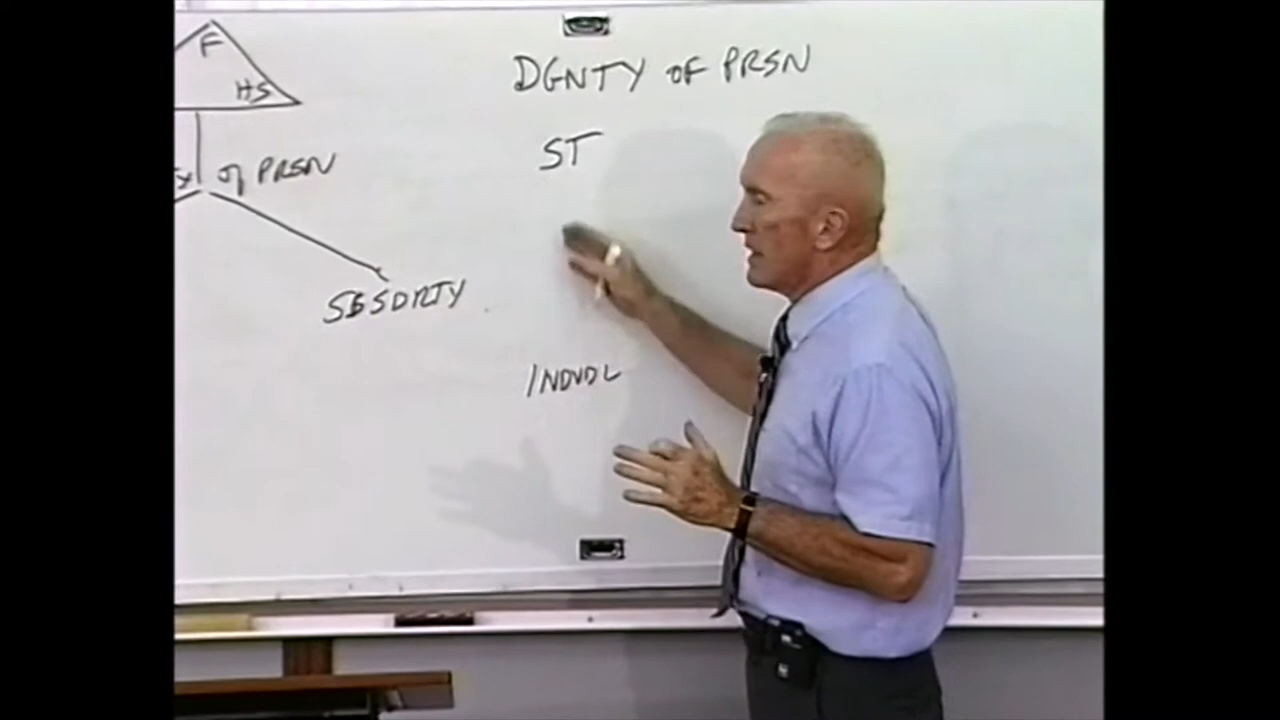 F
HS
of PRSN
SBSDRTY
DGNTY of PRSN
ST
INDVDL